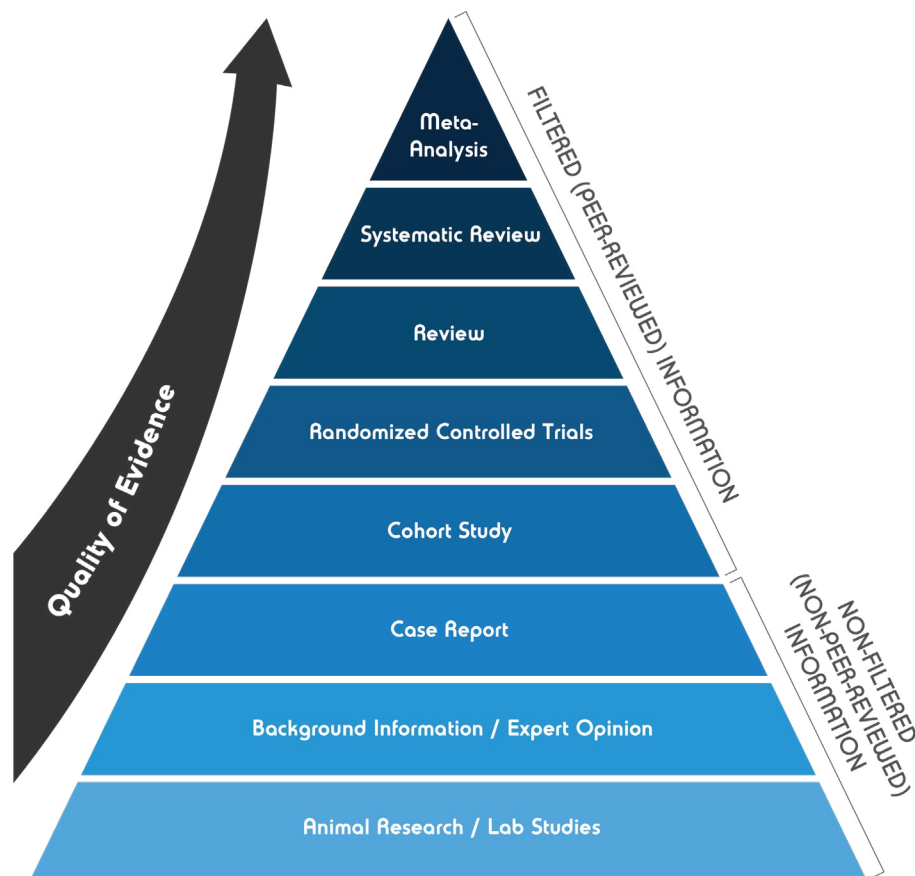 Meta-
Analysis
Systematic Review
Review
Randomized Controlled Trials
Cohort Study
Case Report
Background Information / Expert Opinion
Animal Research / Lab Studies
Quality of Evidence
FILTERED (PEER-REVIEWED) INFORMATION
NON-FILTERED
(NON-PEER-REVIEWED)
INFORMATION